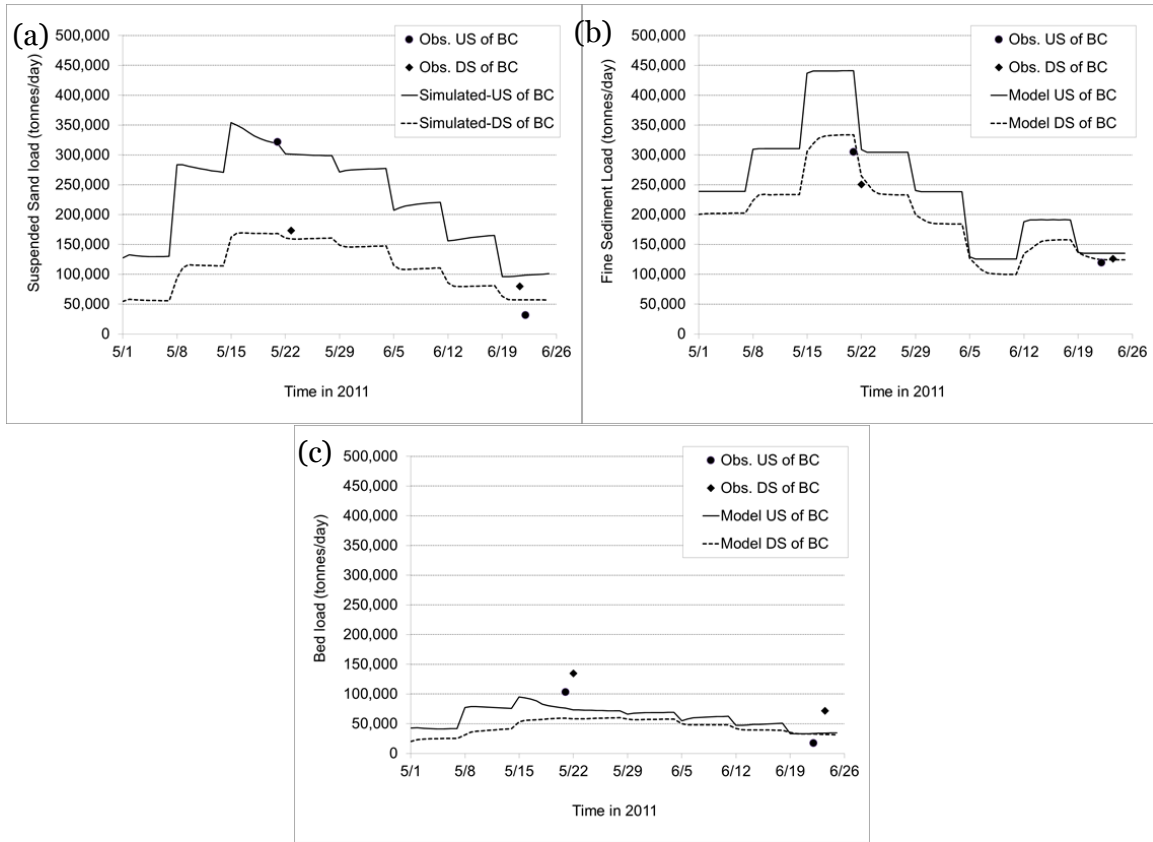 (a)
Suspended Sand load (tonnes/day)
500,000
450,000
400,000
350,000
300,000
250,000
200,000
150,000
100,000
50,000
0
5/1 5/8 5/15 5/22 5/29 6/5 6/12 6/19 6/26
Time in 2011
Obs. US of BC
Obs. DS of BC
Simulated-US of BC
Simulated-DS of BC
(b)
Fine Sediment Load (tonnes/day)
500,000
450,000
400,000
350,000
300,000
250,000
200,000
150,000
100,000
50,000
0
5/1 5/8 5/15 5/22 5/29 6/5 6/12 6/19 6/26
Time in 2011
Obs. US of BC
Obs. DS of BC
Model US of BC
Model DS of BC
(c)
Bed load (tonnes/day)
500,000
450,000
400,000
350,000
300,000
250,000
200,000
150,000
100,000
50,000
0
5/1 5/8 5/15 5/22 5/29 6/5 6/12 6/19 6/26
Time in 2011
Obs. US of BC
Obs. DS of BC
Model US of BC
Model DS of BC